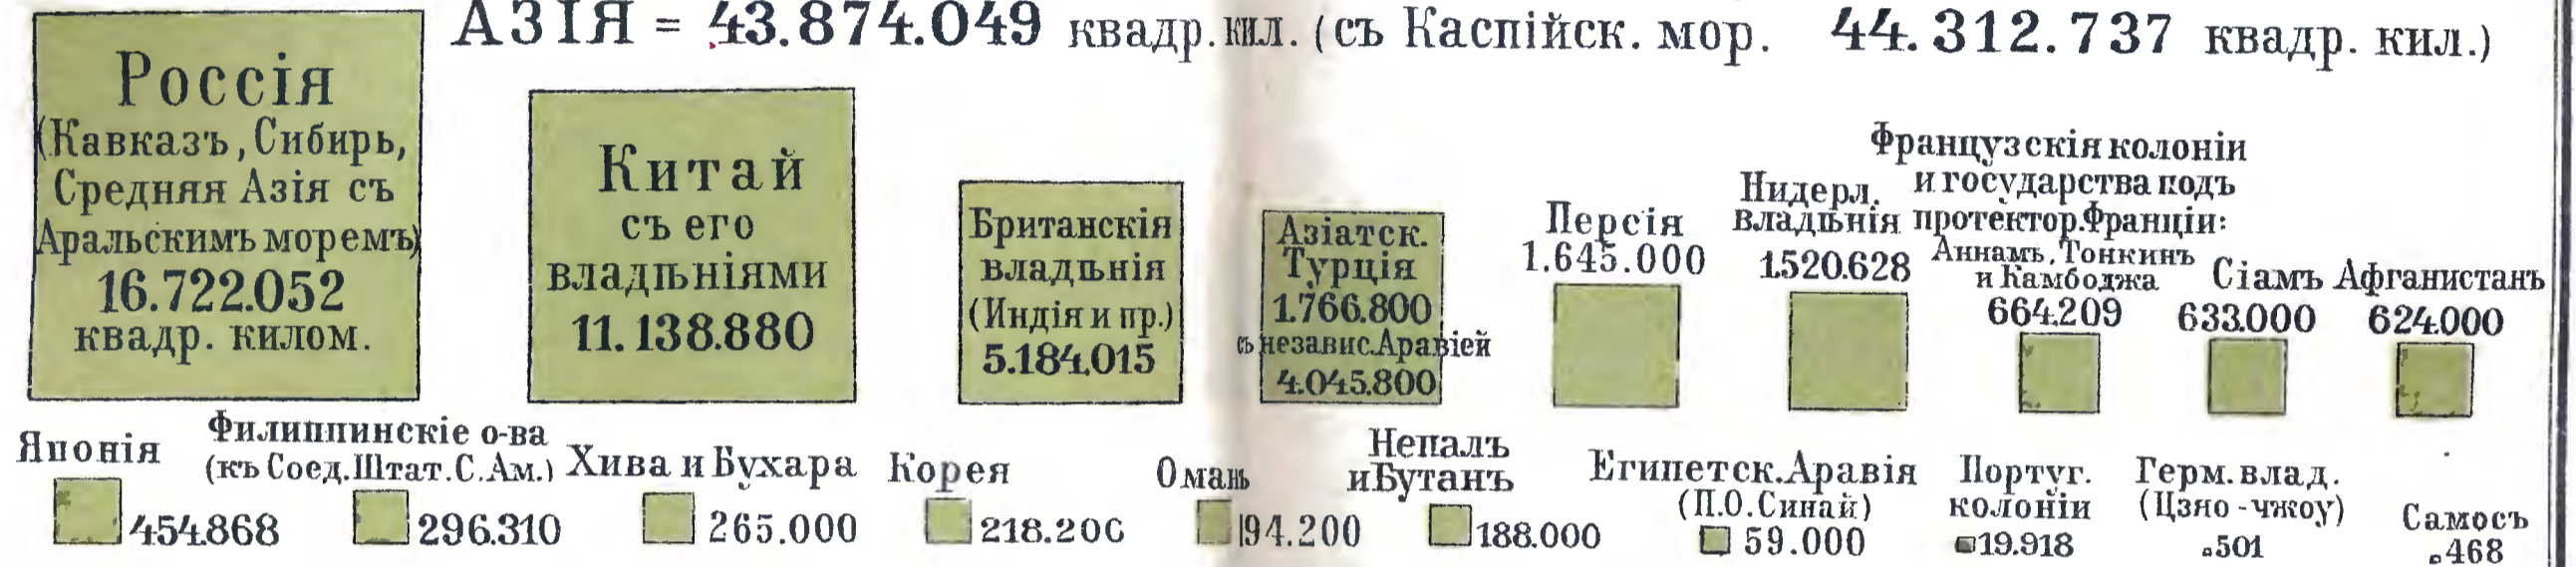 АЗІЯ = 43.874.049 квадр. кил. (съ Каспійск. мор. 44.312.737 квадр. кил.)
Россія
(Кавказъ, Сибирь,
Средняя Азія съ
Аральскимъ моремъ)
16.722.052
квадр. килом.
Китай
съ его
владѣніями
11.138.880
Британскія
владѣнія
(Индія и пр.)
5.184.015
Азіатск.
Турція
1.766.800
съ независ. Аравіей
4.045.800
Персія
1.645.000
Нидерл.
владѣнія
1.520.628
Французскія колоніи
и государства подъ
протектор. Франціи:
Аннамъ, Тонкинъ
и Камбоджа
664.209
Сіамъ
633.000
Афганистанъ
624.000
Японія
454.868
Филиппинскіе о-ва
(къ Соед. Штат. С. Ам.)
296.310
Хива и Бухара
265.000
Корея
218.200
Оманъ
194.200
Непалъ
и Бутанъ
188.000
Египетск. Аравія
(П.О. Синай)
59.000
Португ.
колоніи
19.918
Герм. влад.
(Цзяо-чжоу)
501
Самосъ
468